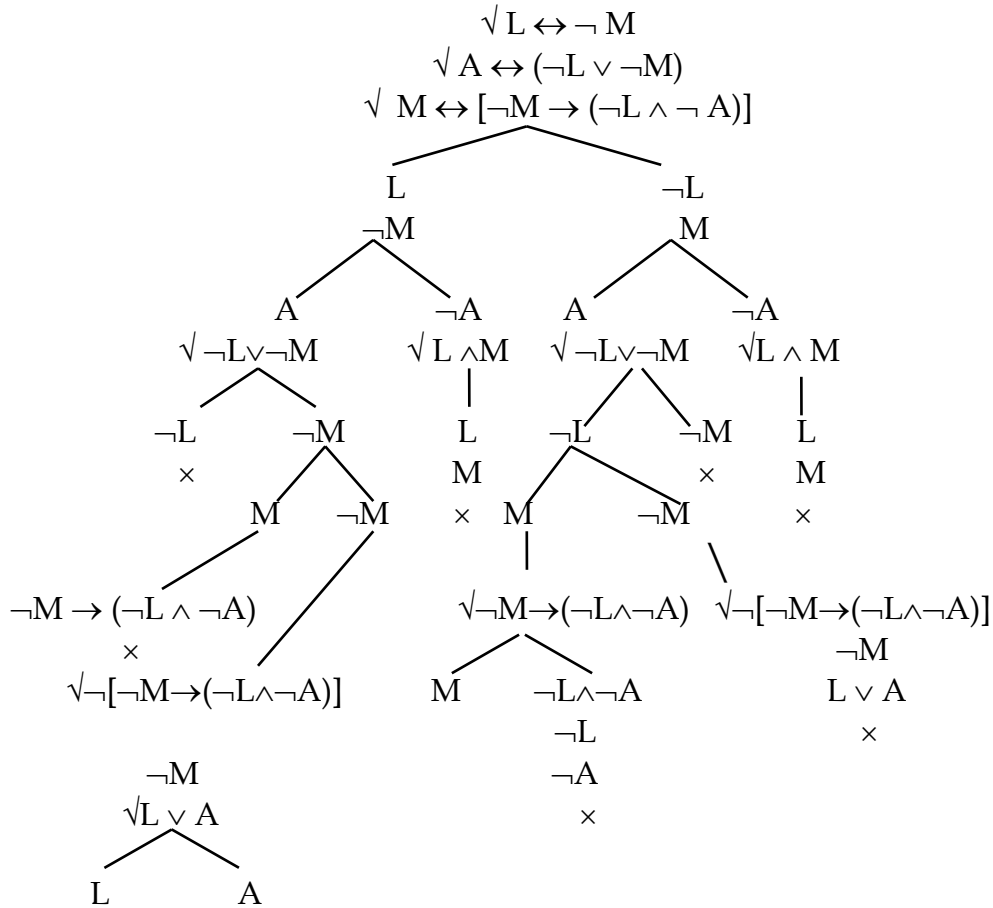 √ L ↔ ¬ M
√ A ↔ (¬L ∨ ¬M)
√ M ↔ [¬M → (¬L ∧ ¬ A)]
L ¬L
¬M M
A ¬A A ¬A
√ ¬L∨¬M √ L ∧M √ ¬L∨¬M √L ∧ M
¬L ¬M L ¬L ¬M L
× M × M
M ¬M × M ¬M ×
¬M → (¬L ∧ ¬A) √¬M→(¬L∧¬A) √¬[¬M→(¬L∧¬A)]
× ¬M
√¬[¬M→(¬L∧¬A)] M ¬L∧¬A L ∨ A
¬L ×
¬M ¬A
√L ∨ A ×
L A